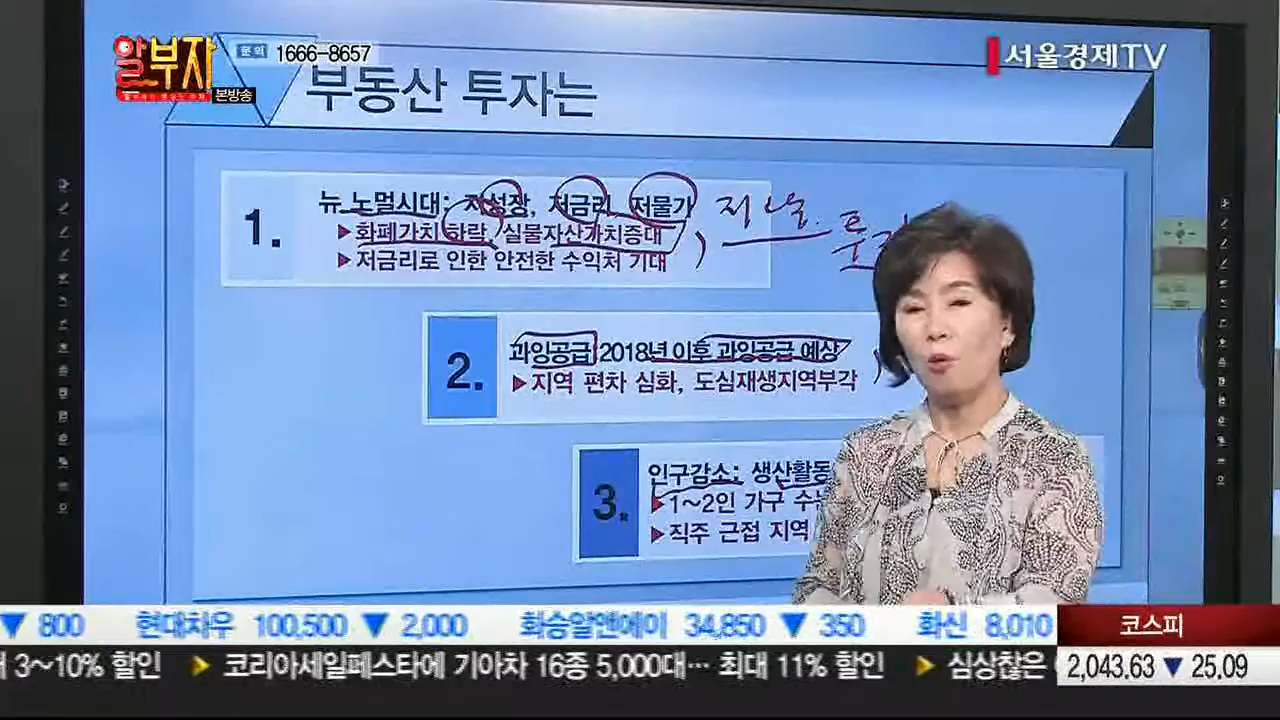 알부자
본방송
문의 1666-8657
서울경제TV
부동산 투자는
1.
뉴 노멀시대: 저성장, 저금리, 저물가
▶화폐가치 하락, 실물자산가치증대
▶저금리로 인한 안전한 수익처 기대
2.
과잉공급 2018년 이후 과잉공급 예상
▶지역 편차 심화, 도심재생지역부각
3.
인구감소: 생산활동
▶1~2인 가구
▶직주 근접 지역
▼ 800 현대차우 100,500 ▼ 2,000 화승알앤에이 34,850 ▼ 350 화신 8,010
코스피
3~10% 할인 ▶ 코리아세일페스타에 기아차 16종 5,000대… 최대 11% 할인 ▶ 심상찮은
2,043.63 ▼ 25.09